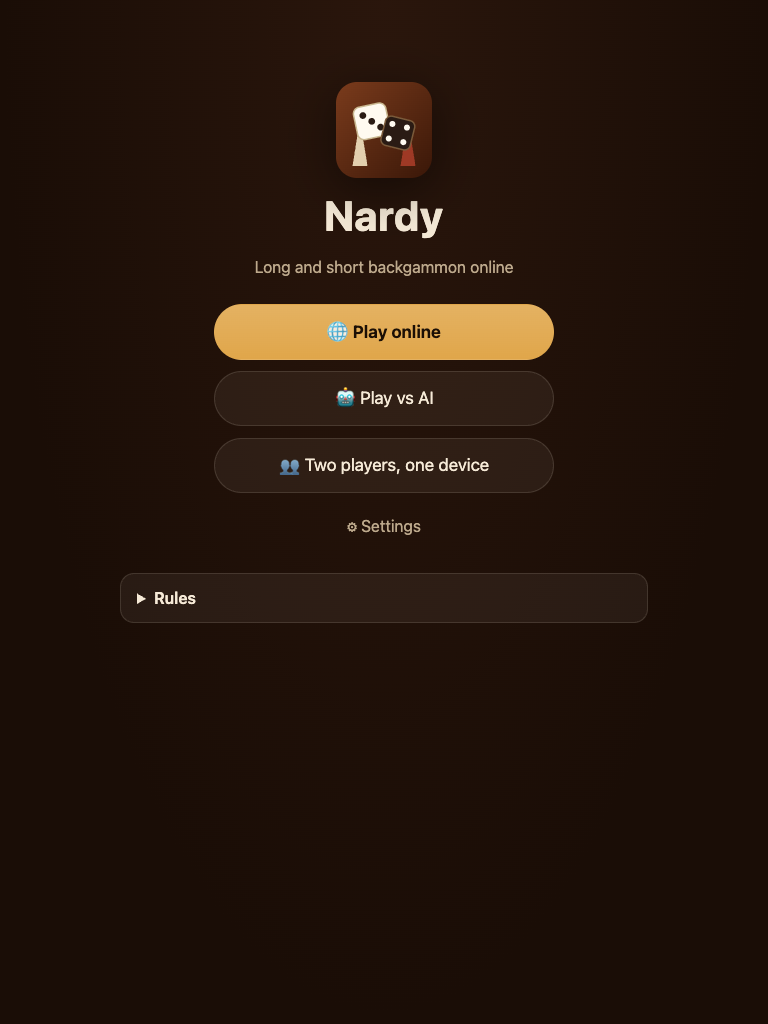 Nardy
Long and short backgammon online
🌐 Play online
🤖 Play vs AI
👥 Two players, one device
⚙ Settings
▶ Rules